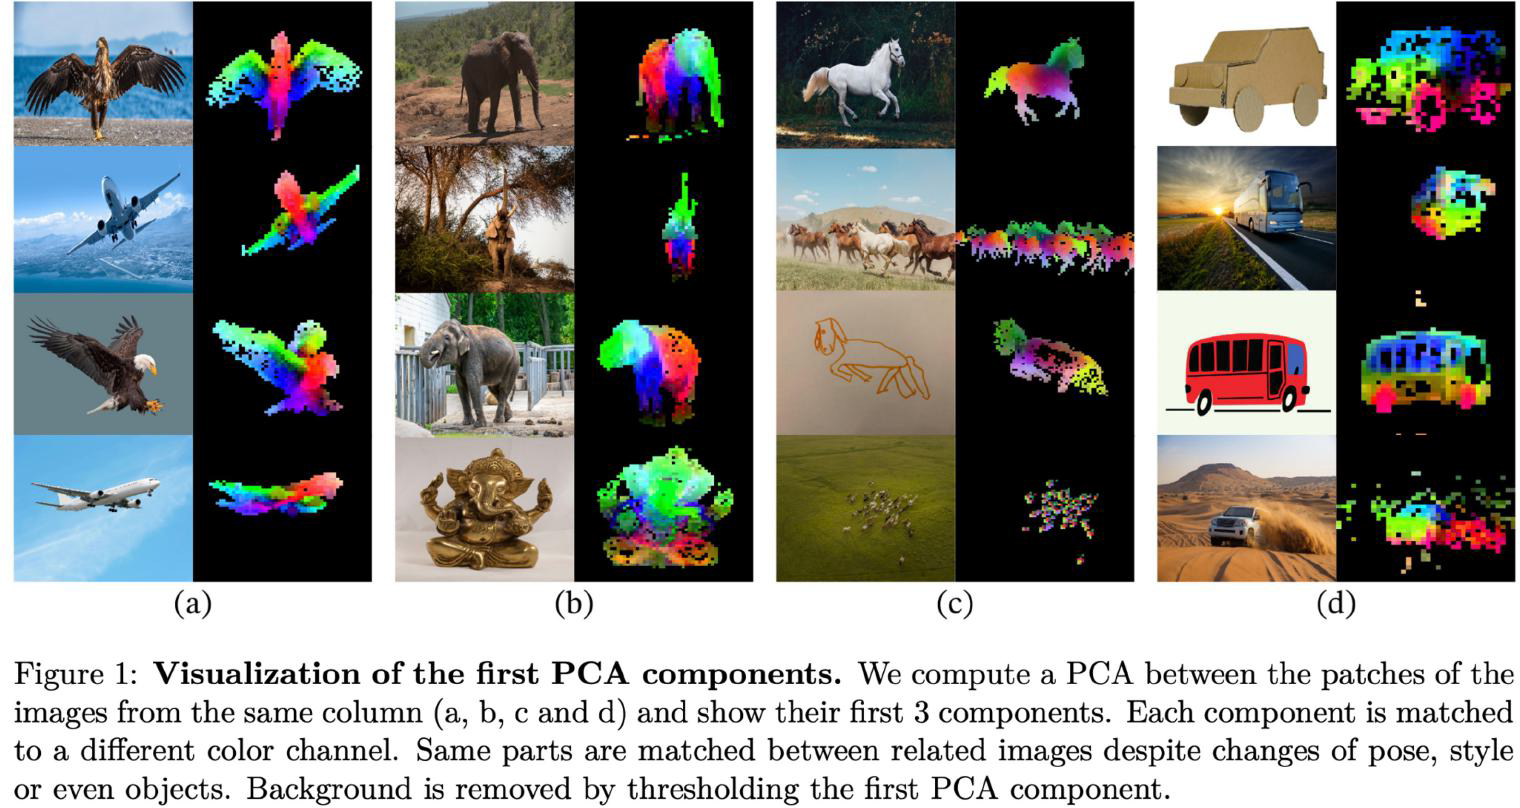 (a) (b) (c) (d)
Figure 1: Visualization of the first PCA components. We compute a PCA between the patches of the
images from the same column (a, b, c and d) and show their first 3 components. Each component is matched
to a different color channel. Same parts are matched between related images despite changes of pose, style
or even objects. Background is removed by thresholding the first PCA component.